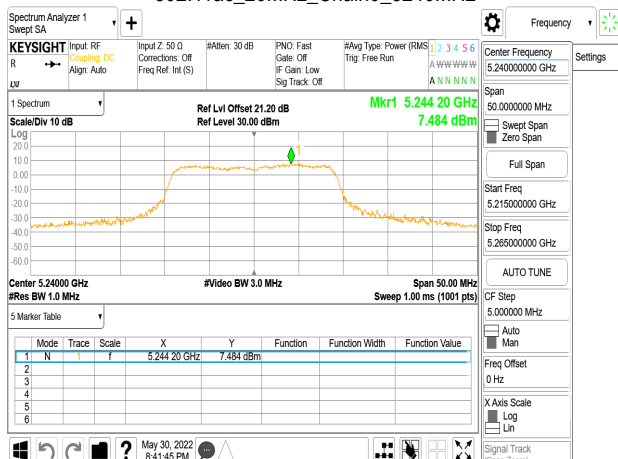 Spectrum Analyzer 1
Swept SA
+
Frequency
KEYSIGHT
R
Input: RF
Coupling: DC
Align: Auto
Input Z: 50 Ω
Corrections: Off
Freq Ref: Int (S)
#Atten: 30 dB
PNO: Fast
Gate: Off
IF Gain: Low
Sig Track: Off
#Avg Type: Power (RMS
Trig: Free Run
1 2 3 4 5 6
A W W W W W
A N N N N N
Center Frequency
5.240000000 GHz
Settings
Span
50.0000000 MHz
Swept Span
Zero Span
Full Span
Start Freq
5.215000000 GHz
Stop Freq
5.265000000 GHz
AUTO TUNE
CF Step
5.000000 MHz
Auto
Man
Freq Offset
0 Hz
X Axis Scale
Log
Lin
Signal Track
1 Spectrum
Scale/Div 10 dB
Ref Lvl Offset 21.20 dB
Ref Level 30.00 dBm
Mkr1 5.244 20 GHz
7.484 dBm
Log
20.0
10.0
0.00
-10.0
-20.0
-30.0
-40.0
-50.0
-60.0
1
Center 5.24000 GHz
#Res BW 1.0 MHz
#Video BW 3.0 MHz
Span 50.00 MHz
Sweep 1.00 ms (1001 pts)
5 Marker Table
Mode Trace Scale X Y Function Function Width Function Value
1 N 1 f 5.244 20 GHz 7.484 dBm
2
3
4
5
6
?
May 30, 2022
8:41:45 PM